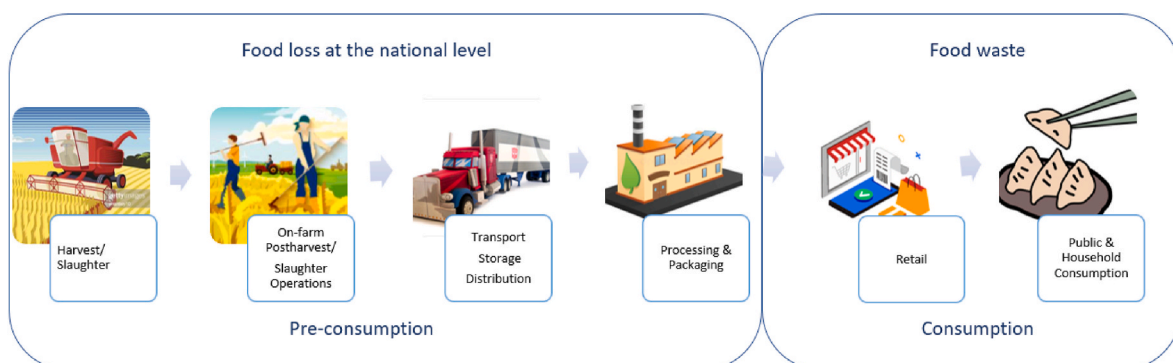 Food loss at the national level
Food waste
Harvest/
Slaughter
On-farm
Postharvest/
Slaughter
Operations
Transport
Storage
Distribution
Processing &
Packaging
Retail
Public &
Household
Consumption
Pre-consumption
Consumption